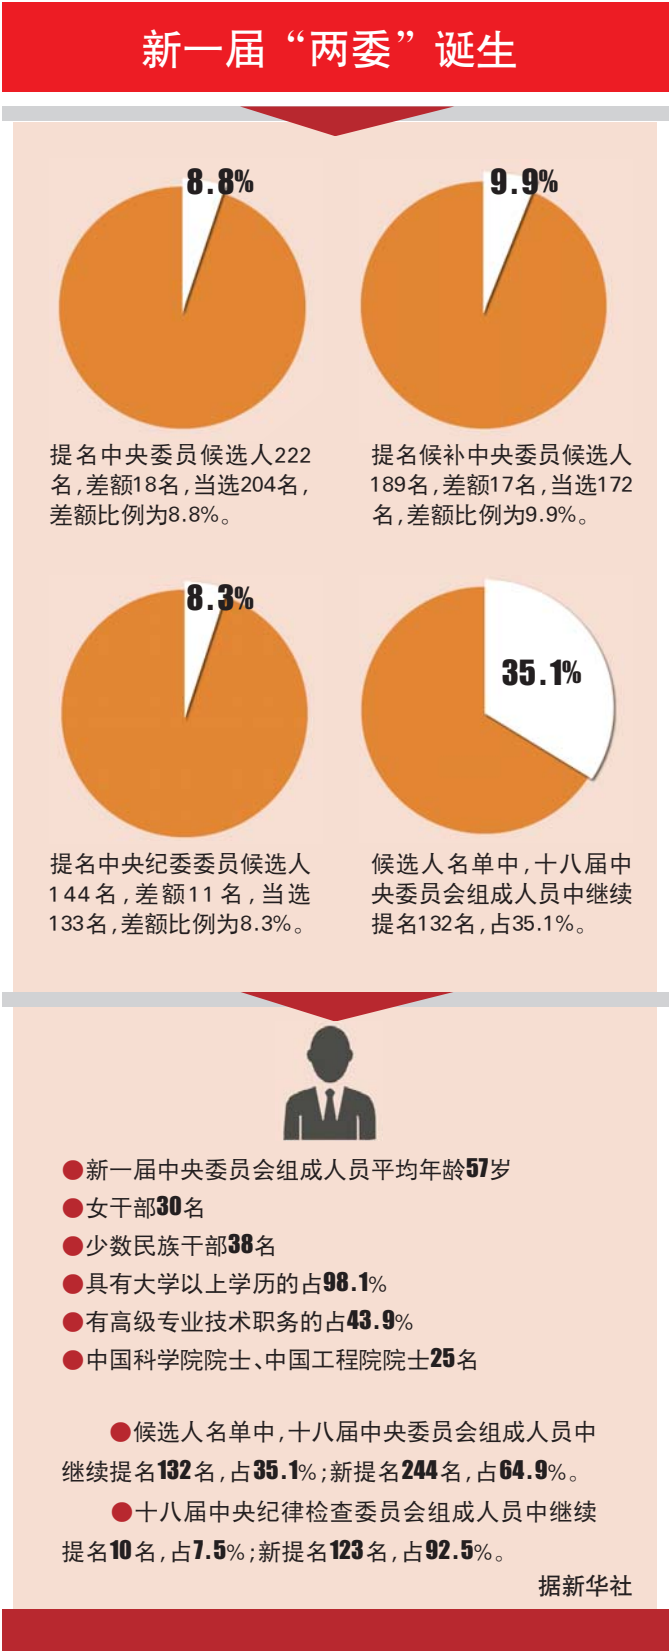 新一届“两委”诞生
8.8%
9.9%
提名中央委员候选人222
名,差额18名,当选204名,
差额比例为8.8%。
提名候补中央委员候选人
189名,差额17名,当选172
名,差额比例为9.9%。
8.3%
35.1%
提名中央纪委委员候选人
144名,差额11名,当选
133名,差额比例为8.3%。
候选人名单中,十八届中
央委员会组成人员中继续
提名132名,占35.1%。
●新一届中央委员会组成人员平均年龄57岁
●女干部30名
●少数民族干部38名
●具有大学以上学历的占98.1%
●有高级专业技术职务的占43.9%
●中国科学院院士、中国工程院院士25名
●候选人名单中,十八届中央委员会组成人员中
继续提名132名,占35.1%;新提名244名,占64.9%。
●十八届中央纪律检查委员会组成人员中继续
提名10名,占7.5%;新提名123名,占92.5%。
据新华社